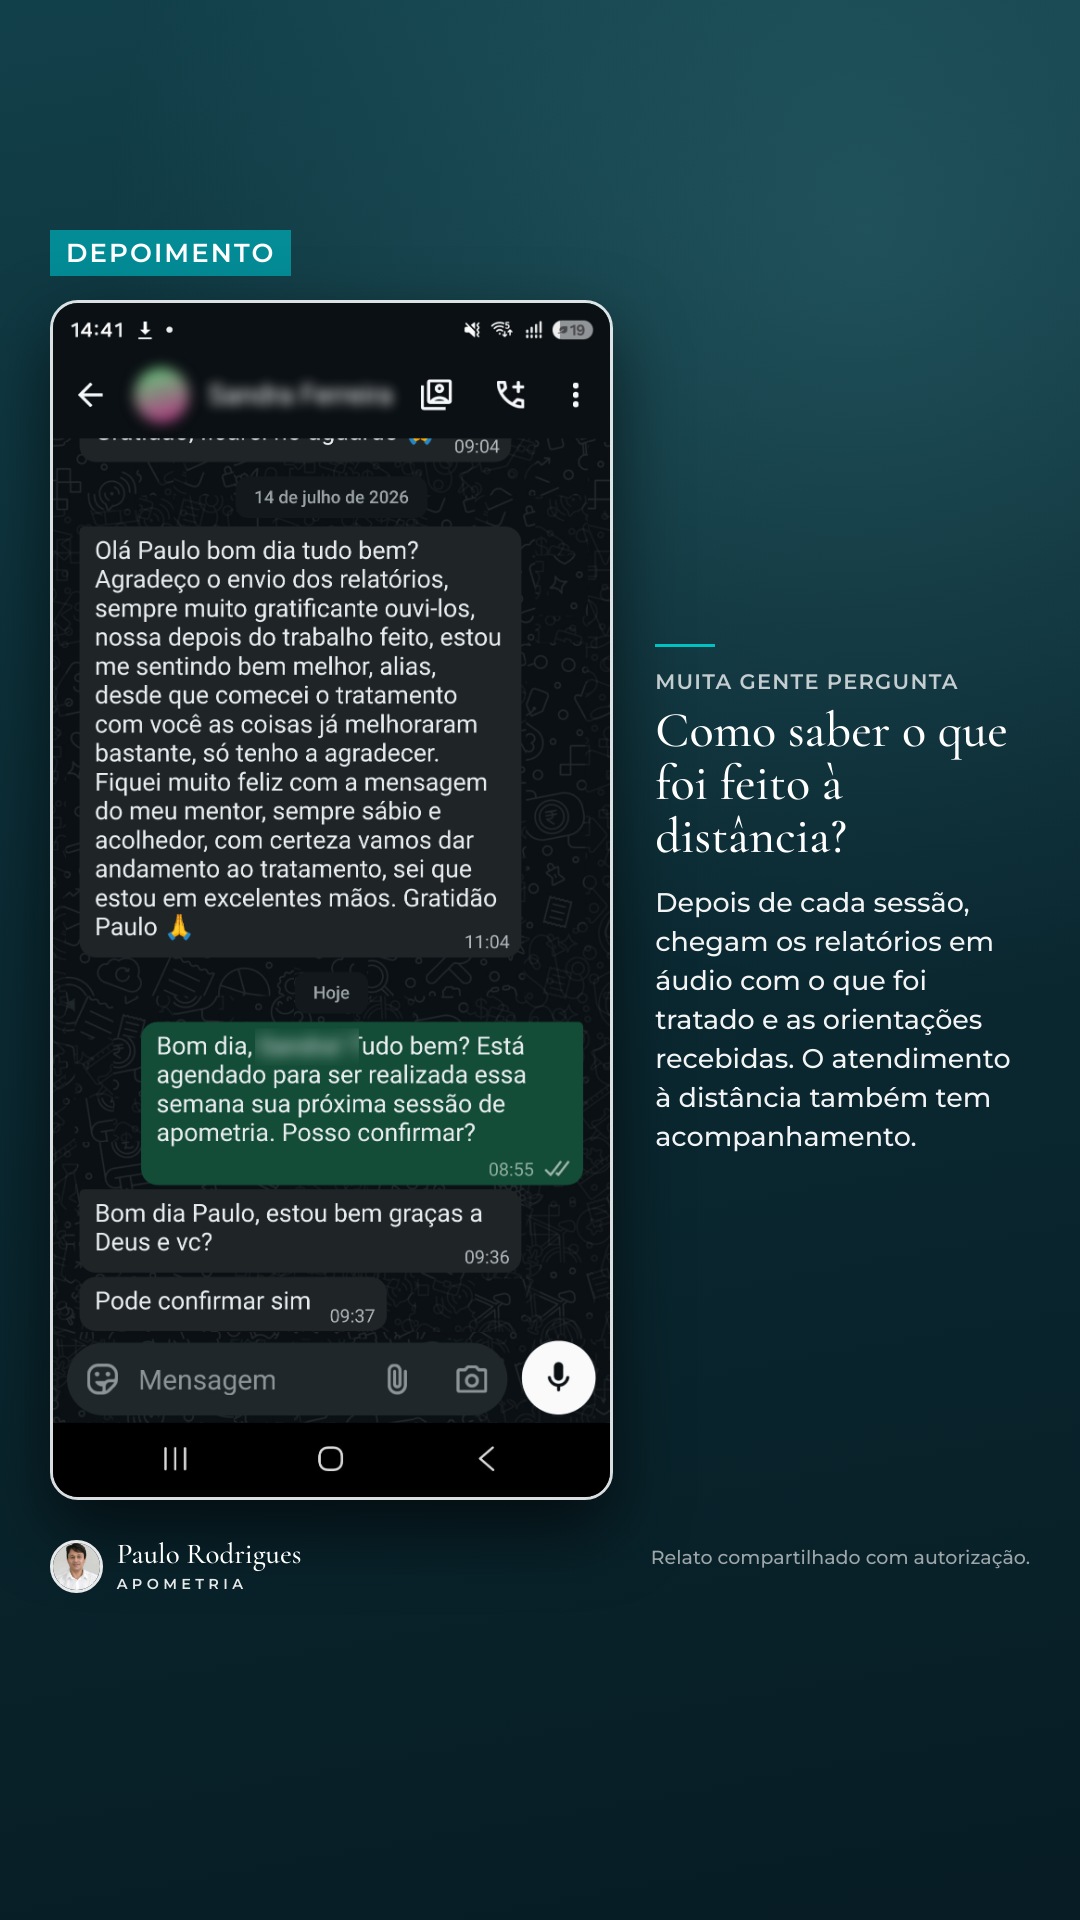 DEPOIMENTO
14:41
19
09:04
14 de julho de 2026
Olá Paulo bom dia tudo bem?
Agradeço o envio dos relatórios,
sempre muito gratificante ouvi-los,
nossa depois do trabalho feito, estou
me sentindo bem melhor, alias,
desde que comecei o tratamento
com você as coisas já melhoraram
bastante, só tenho a agradecer.
Fiquei muito feliz com a mensagem
do meu mentor, sempre sábio e
acolhedor, com certeza vamos dar
andamento ao tratamento, sei que
estou em excelentes mãos. Gratidão
Paulo 🙏
11:04
Hoje
Bom dia, Tudo bem? Está
agendado para ser realizada essa
semana sua próxima sessão de
apometria. Posso confirmar?
08:55
Bom dia Paulo, estou bem graças a
Deus e vc?
09:36
Pode confirmar sim
09:37
Mensagem
MUITA GENTE PERGUNTA
Como saber o que
foi feito à
distância?
Depois de cada sessão,
chegam os relatórios em
áudio com o que foi
tratado e as orientações
recebidas. O atendimento
à distância também tem
acompanhamento.
Paulo Rodrigues
APOMETRIA
Relato compartilhado com autorização.